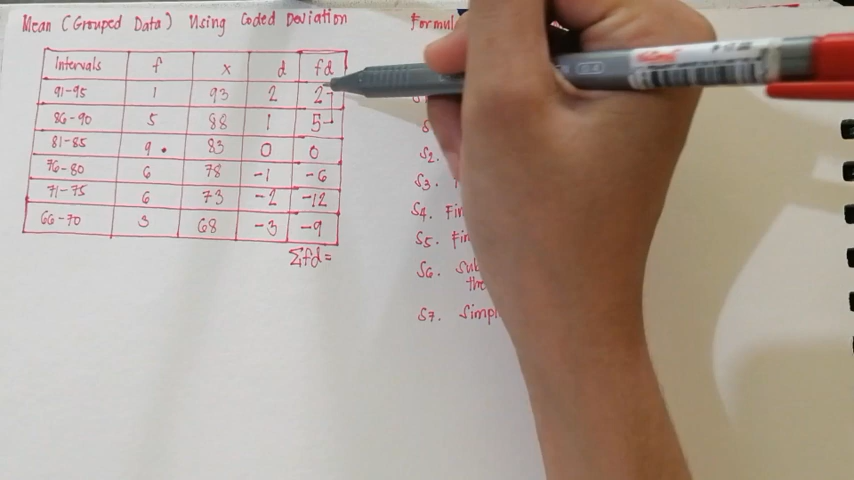 Mean (Grouped Data) Using Coded Deviation
Intervals f x d fd
91-95 1 93 2 2
86-90 5 88 1 5
81-85 9 83 0 0
76-80 6 78 -1 -6
71-75 6 73 -2 -12
66-70 3 68 -3 -9
Σfd=
Formul
S2.
S3.
S4. Fin
S5. Fin
S6. Sub
the
S7. Simpl